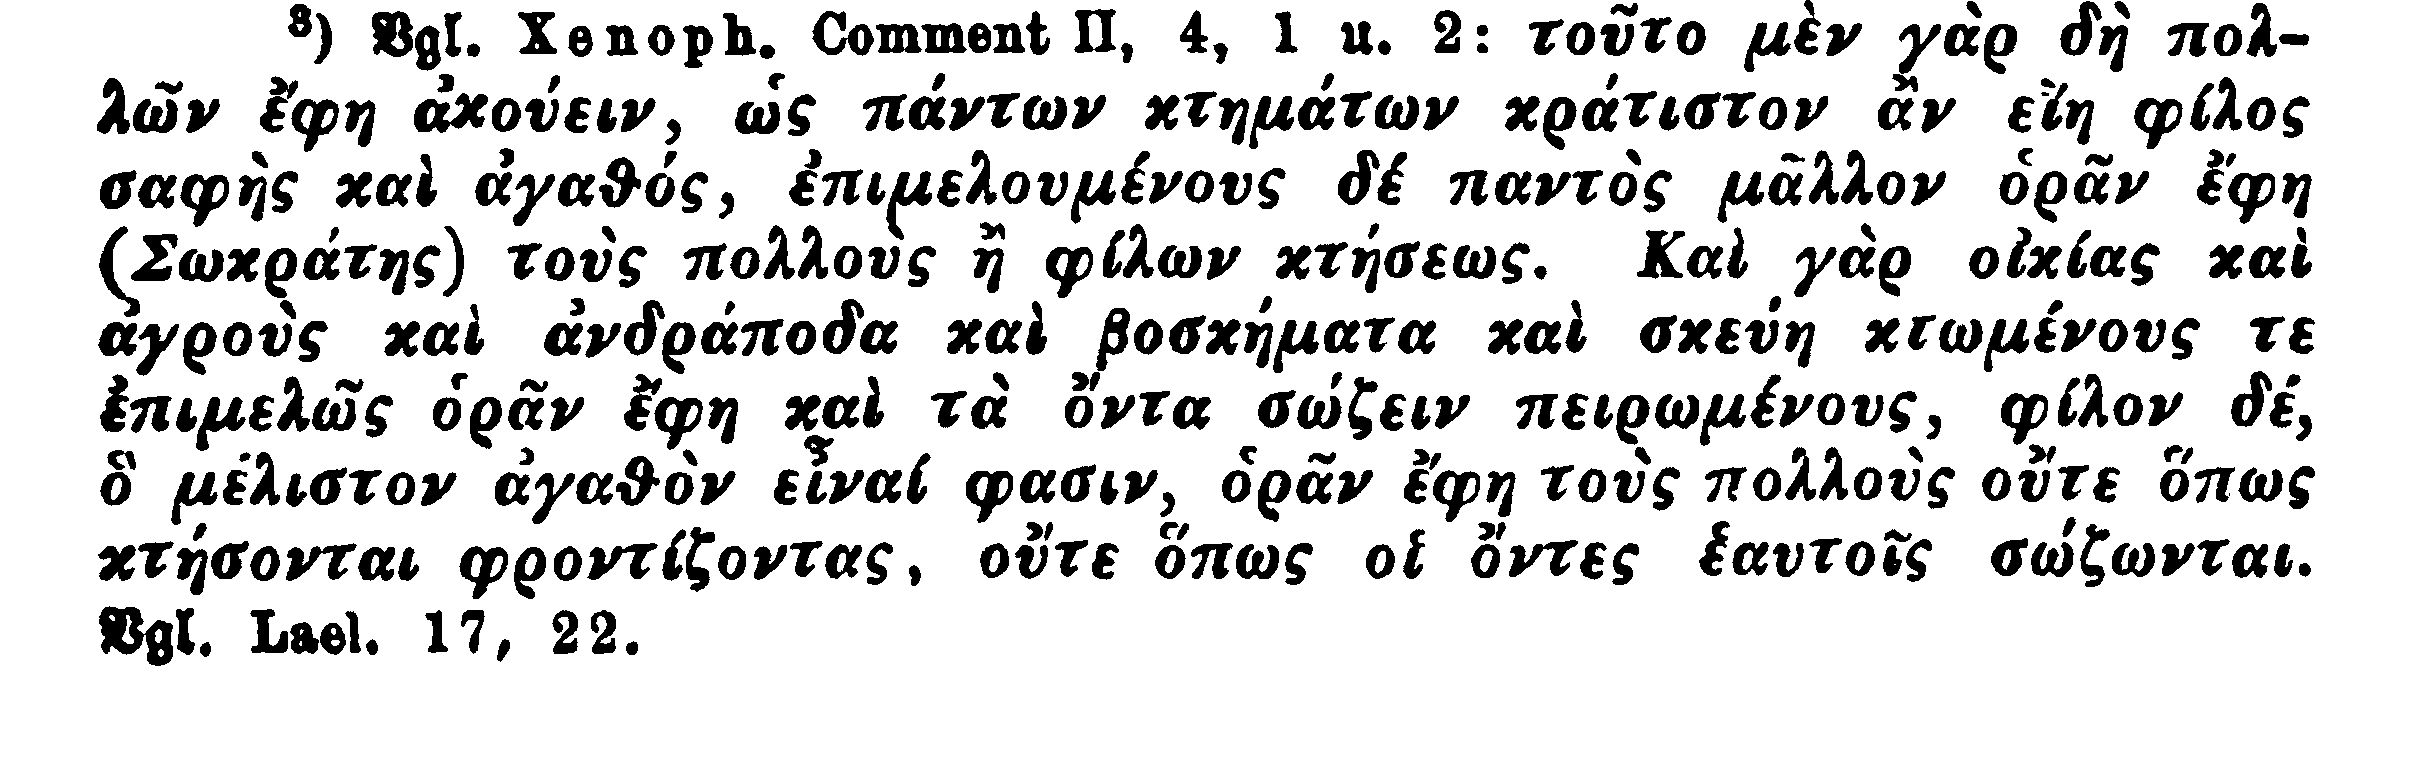 ³) Vgl. Xenoph. Comment II, 4, 1 u. 2: τοῦτο μὲν γὰρ δὴ πολ-
λῶν ἔφη ἀκούειν, ὡς πάντων κτημάτων κράτιστον ἂν εἴη φίλος
σαφὴς καὶ ἀγαθός, ἐπιμελουμένους δέ παντὸς μᾶλλον ὁρᾶν ἔφη
(Σωκράτης) τοὺς πολλοὺς ἢ φίλων κτήσεως. Καὶ γὰρ οἰκίας καὶ
ἀγροὺς καὶ ἀνδράποδα καὶ βοσκήματα καὶ σκεύη κτωμένους τε
ἐπιμελῶς ὁρᾶν ἔφη καὶ τὰ ὄντα σώζειν πειρωμένους, φίλον δέ,
ὃ μέλιστον ἀγαθὸν εἶναί φασιν, ὁρᾶν ἔφη τοὺς πολλοὺς οὔτε ὅπως
κτήσονται φροντίζοντας, οὔτε ὅπως οἱ ὄντες ἑαυτοῖς σώζωνται.
Vgl. Lael. 17, 22.